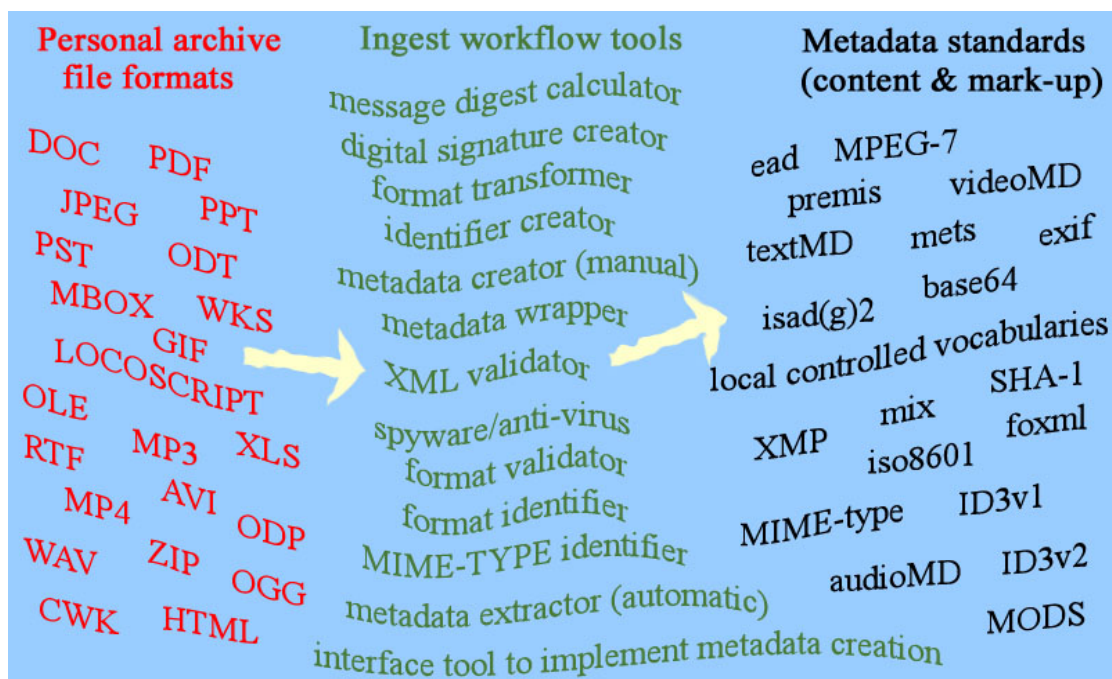 Personal archive
file formats
DOC PDF
JPEG PPT
PST ODT
MBOX WKS
GIF
LOCOSCRIPT
OLE MP3 XLS
RTF AVI
MP4 ODP
WAV ZIP OGG
CWK HTML
Ingest workflow tools
message digest calculator
digital signature creator
format transformer
identifier creator
metadata creator (manual)
metadata wrapper
XML validator
spyware/anti-virus
format validator
format identifier
MIME-TYPE identifier
metadata extractor (automatic)
interface tool to implement metadata creation
Metadata standards
(content & mark-up)
ead MPEG-7
premis videoMD
textMD mets exif
isad(g)2 base64
local controlled vocabularies
XMP mix SHA-1
iso8601 foxml
MIME-type ID3v1
audioMD ID3v2
MODS